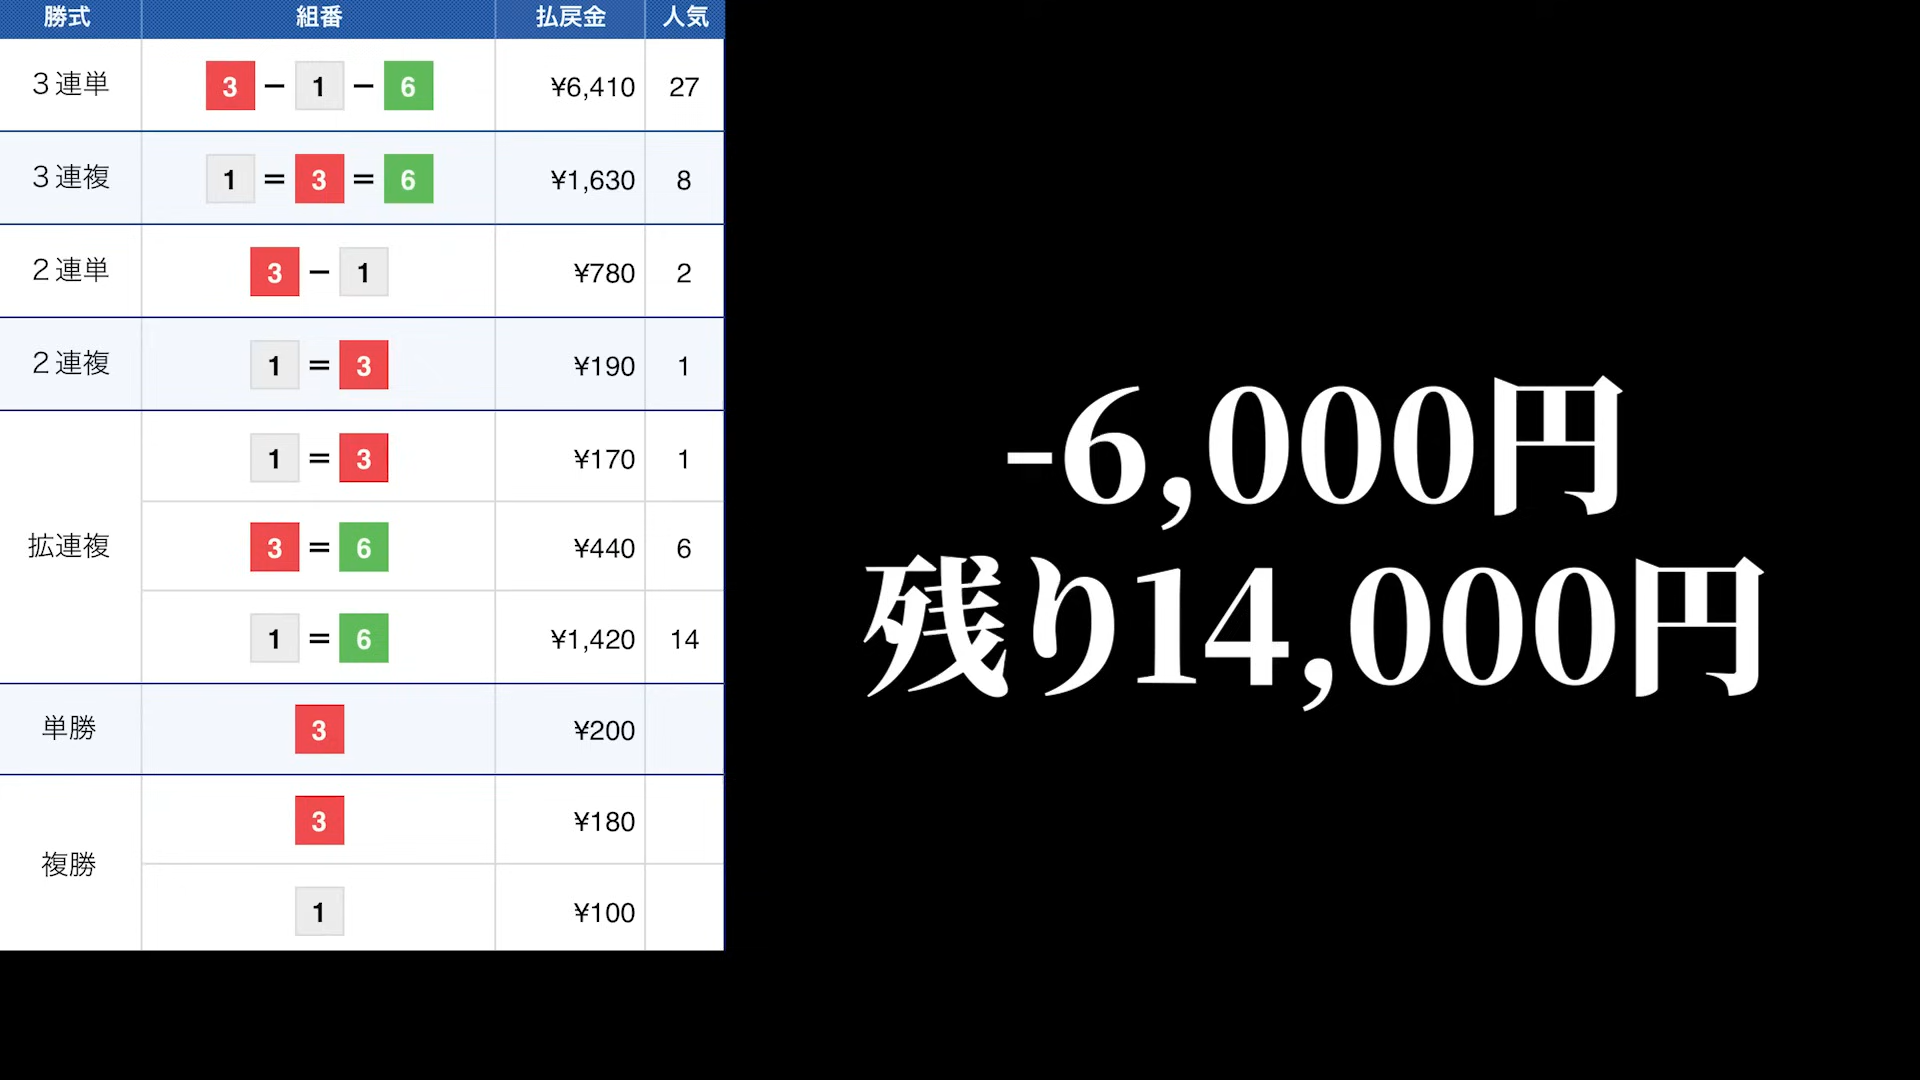 勝式 組番 払戻金 人気
3連単 3 - 1 - 6 ¥6,410 27
3連複 1 = 3 = 6 ¥1,630 8
2連単 3 - 1 ¥780 2
2連複 1 = 3 ¥190 1
拡連複 1 = 3 ¥170 1
3 = 6 ¥440 6
1 = 6 ¥1,420 14
単勝 3 ¥200
複勝 3 ¥180
1 ¥100
-6,000円
残り14,000円